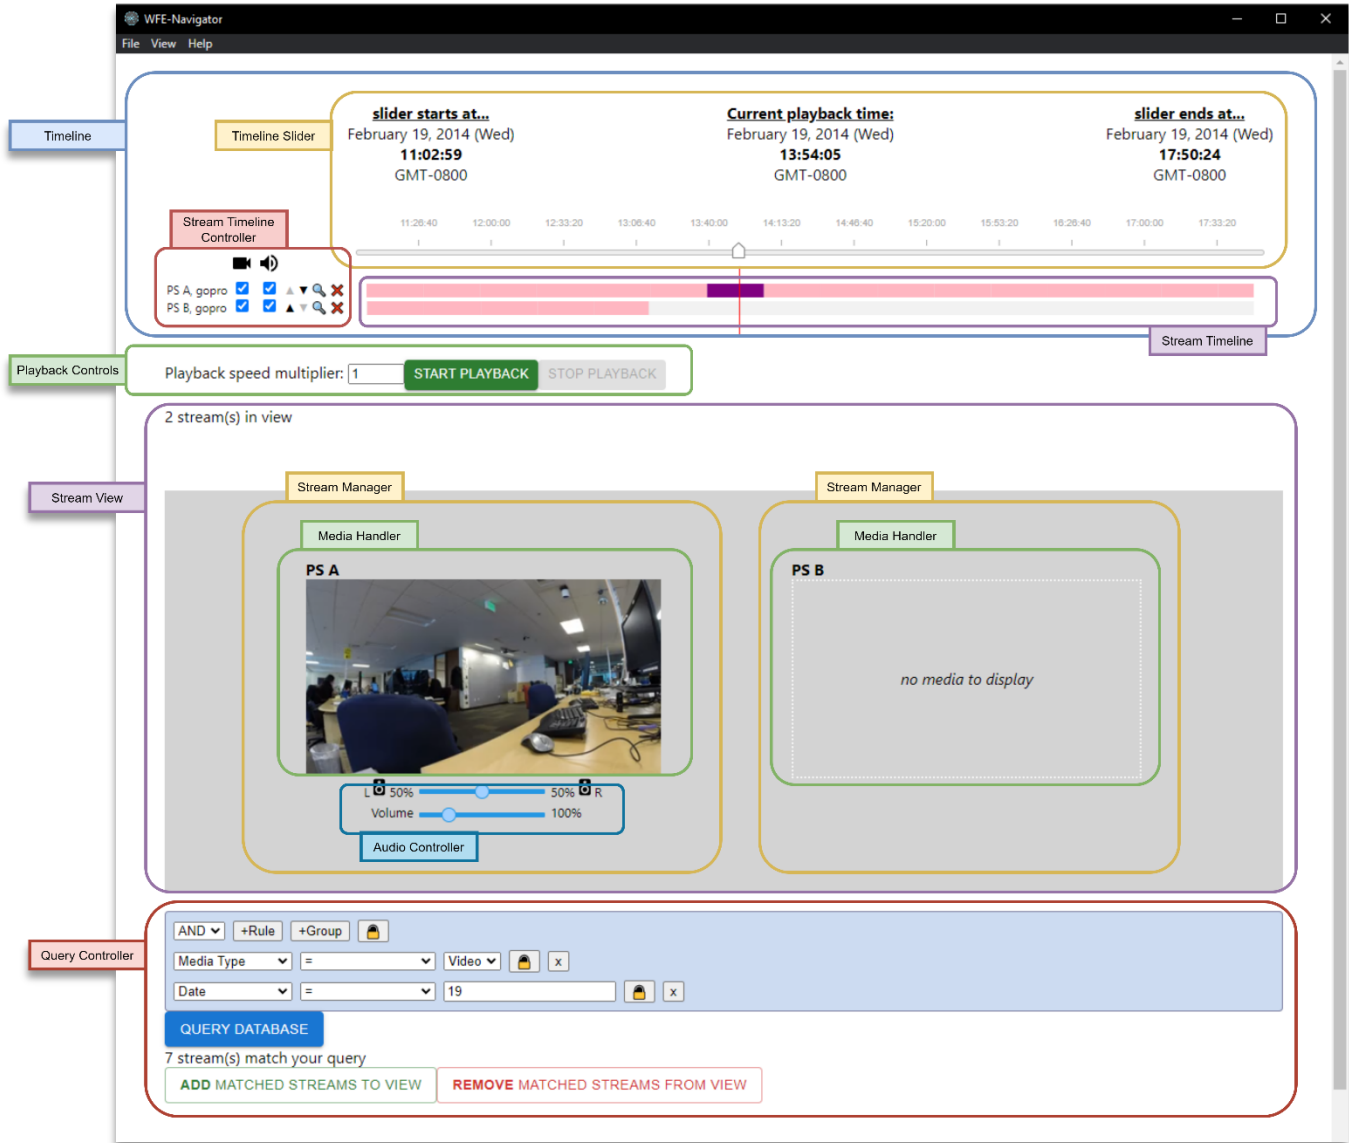 WFE-Navigator
File View Help
Timeline
Timeline Slider
slider starts at...
February 19, 2014 (Wed)
11:02:59
GMT-0800
Current playback time:
February 19, 2014 (Wed)
13:54:05
GMT-0800
slider ends at...
February 19, 2014 (Wed)
17:50:24
GMT-0800
11:26:40 12:00:00 12:33:20 13:06:40 13:40:00 14:13:20 14:46:40 15:20:00 15:53:20 16:26:40 17:00:00 17:33:20
Stream Timeline
Controller
PS A, gopro
PS B, gopro
Stream Timeline
Playback Controls
Playback speed multiplier: 1 START PLAYBACK STOP PLAYBACK
2 stream(s) in view
Stream View
Stream Manager
Stream Manager
Media Handler
Media Handler
PS A
PS B
no media to display
L 50% 50% R
Volume 100%
Audio Controller
Query Controller
AND +Rule +Group
Media Type = Video x
Date = 19 x
QUERY DATABASE
7 stream(s) match your query
ADD MATCHED STREAMS TO VIEW REMOVE MATCHED STREAMS FROM VIEW